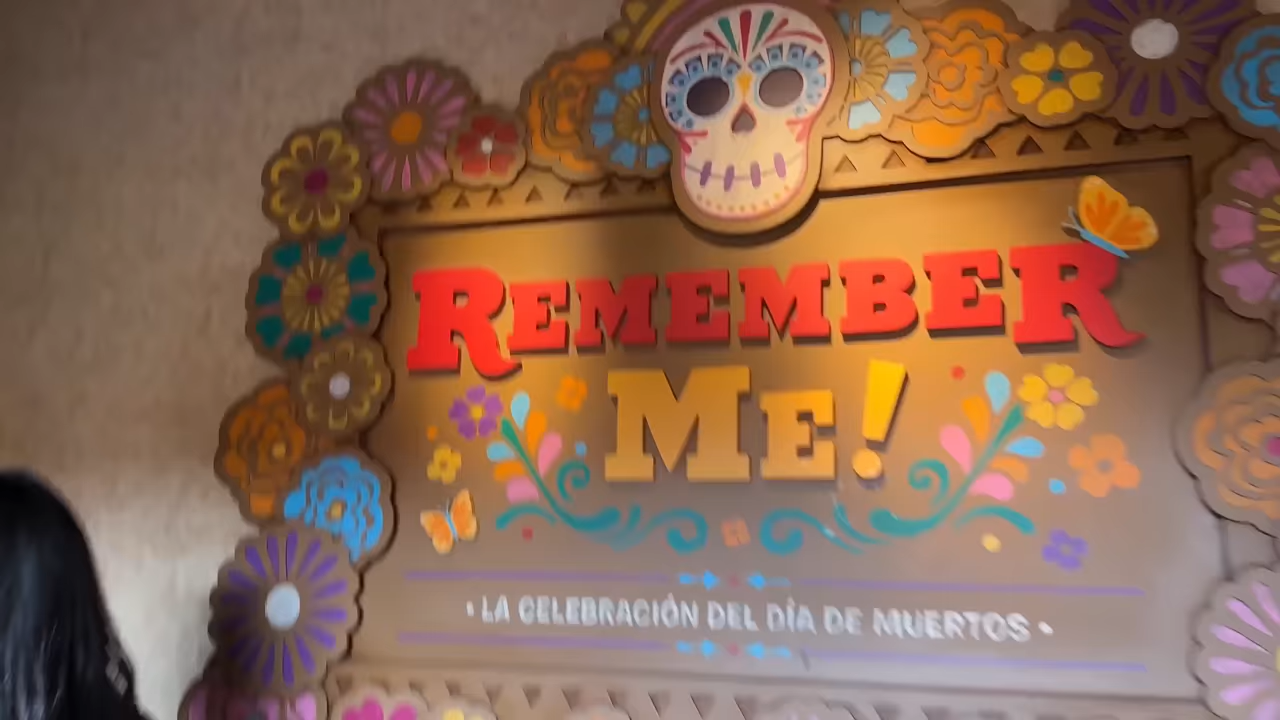 REMEMBER
ME!
• LA CELEBRACIÓN DEL DÍA DE MUERTOS •